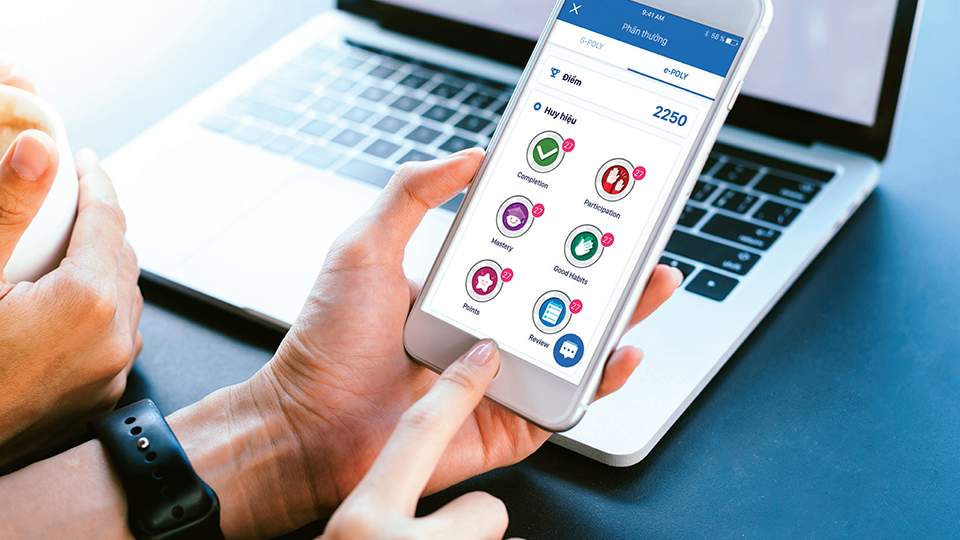 9:41 AM
58 %
Phần thưởng
S-POLY
e-POLY
Điểm
2250
Huy hiệu
27
27
Completion
Participation
27
27
Mastery
Good Habits
27
27
Points
Review